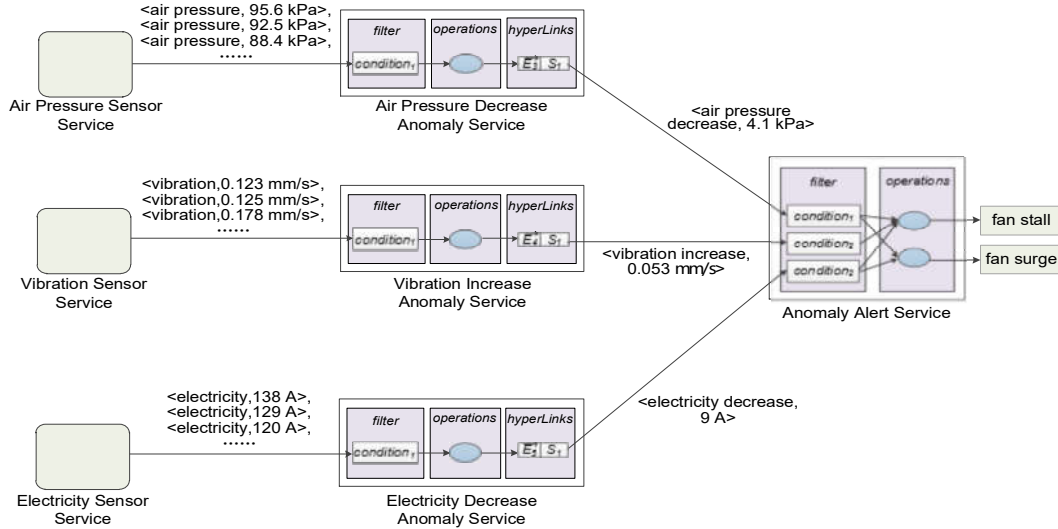 <air pressure, 95.6 kPa>,
<air pressure, 92.5 kPa>,
<air pressure, 88.4 kPa>,
......
Air Pressure Sensor
Service
filter
operations
hyperLinks
condition₁
S₁
Air Pressure Decrease
Anomaly Service
<air pressure
decrease, 4.1 kPa>
<vibration,0.123 mm/s>,
<vibration,0.125 mm/s>,
<vibration,0.178 mm/s>,
......
Vibration Sensor
Service
filter
operations
hyperLinks
condition₁
S₁
Vibration Increase
Anomaly Service
<vibration increase,
0.053 mm/s>
filter
operations
condition₁
condition₂
condition₂
Anomaly Alert Service
fan stall
fan surge
<electricity,138 A>,
<electricity,129 A>,
<electricity,120 A>,
......
Electricity Sensor
Service
filter
operations
hyperLinks
condition₁
S₁
Electricity Decrease
Anomaly Service
<electricity decrease,
9 A>